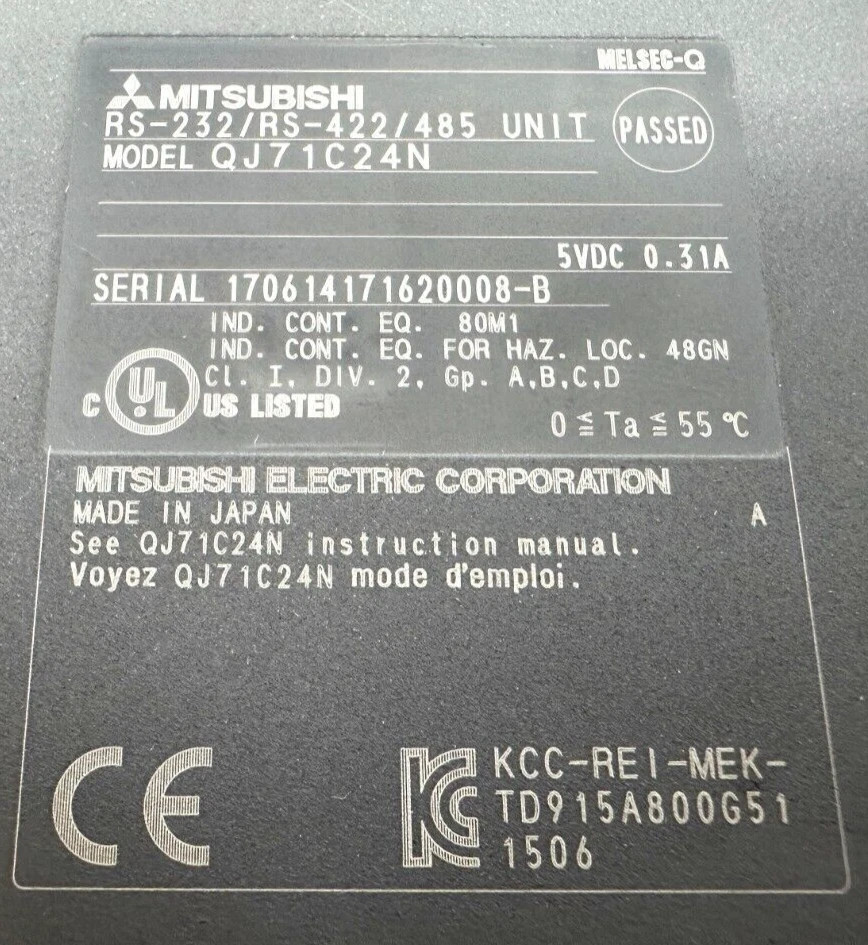 MELSEC-Q
MITSUBISHI
RS-232/RS-422/485 UNIT
PASSED
MODEL QJ71C24N
5VDC 0.31A
SERIAL 170614171620008-B
IND. CONT. EQ. 80M1
IND. CONT. EQ. FOR HAZ. LOC. 48GN
Cl. I, DIV. 2, Gp. A,B,C,D
C UL US LISTED
0≦Ta≦55℃
MITSUBISHI ELECTRIC CORPORATION
MADE IN JAPAN A
See QJ71C24N instruction manual.
Voyez QJ71C24N mode d'emploi.
CE
KC
KCC-REI-MEK-
TD915A800G51
1506